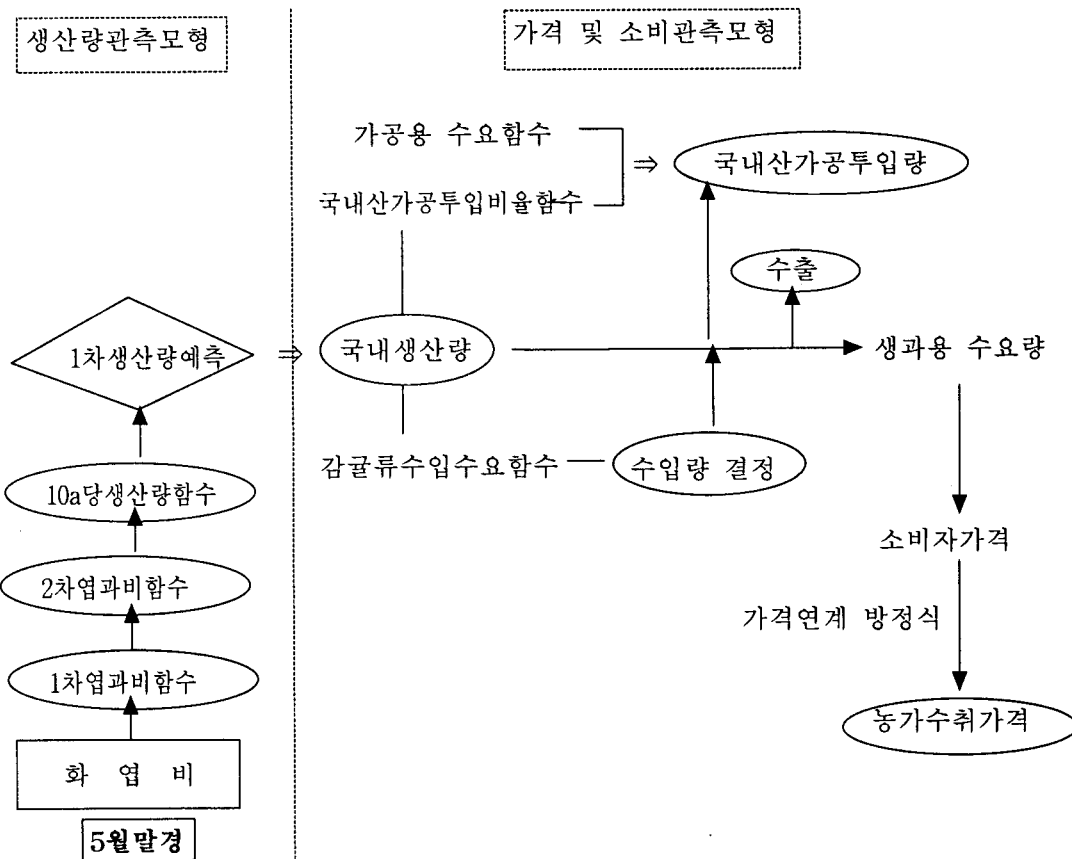 생산량관측모형
가격 및 소비관측모형
가공용 수요함수
⇒
국내산가공투입량
국내산가공투입비율함수
수출
1차생산량예측
⇒
국내생산량
생과용 수요량
감귤류수입수요함수
수입량 결정
10a당생산량함수
소비자가격
2차엽과비함수
가격연계 방정식
1차엽과비함수
농가수취가격
화 엽 비
5월말경